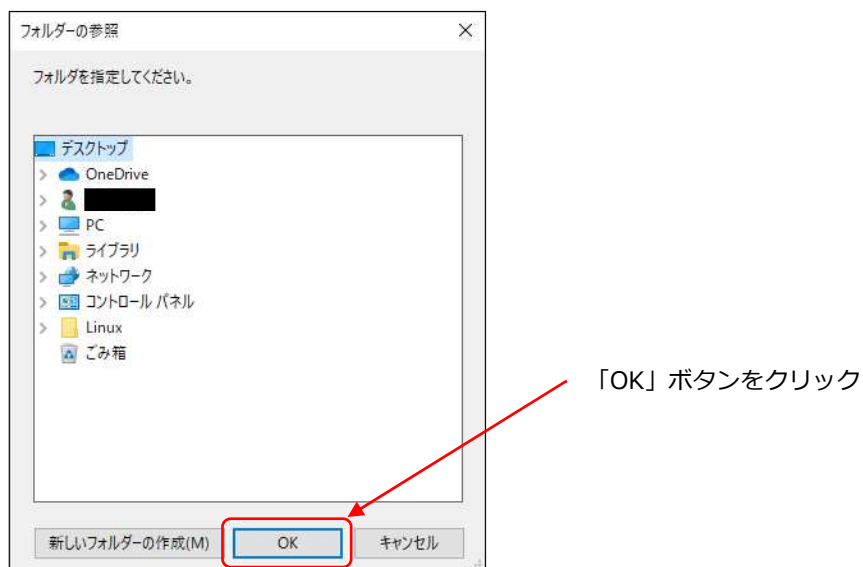 フォルダーの参照
フォルダを指定してください。
デスクトップ
OneDrive
PC
ライブラリ
ネットワーク
コントロール パネル
Linux
ごみ箱
「OK」ボタンをクリック
新しいフォルダーの作成(M) OK キャンセル